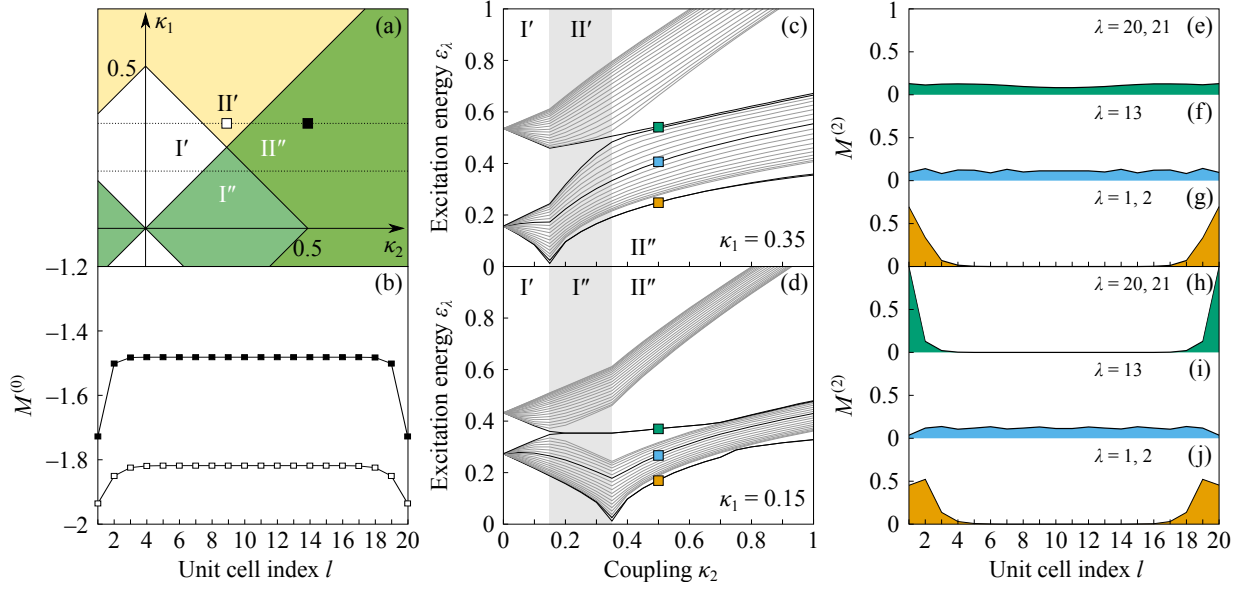 κ₁
(a)
0.5
II′
I′
II″
I″
0.5
κ₂
−1.2
(b)
−1.4
−1.6
−1.8
−2
M⁽⁰⁾
2 4 6 8 10 12 14 16 18 20
Unit cell index l
1
I′ II′ (c)
0.8
0.6
0.4
0.2
0
Excitation energy ελ
II″
κ₁ = 0.35
I′ I″ II″ (d)
0.8
0.6
0.4
0.2
0
Excitation energy ελ
κ₁ = 0.15
0 0.2 0.4 0.6 0.8 1
Coupling κ₂
1
0.5
0
λ = 20, 21 (e)
1
0.5
0
λ = 13 (f)
M⁽²⁾
0.5
0
λ = 1, 2 (g)
λ = 20, 21 (h)
0.5
0
1
λ = 13 (i)
0.5
0
M⁽²⁾
1
λ = 1, 2 (j)
0.5
0
2 4 6 8 10 12 14 16 18 20
Unit cell index l